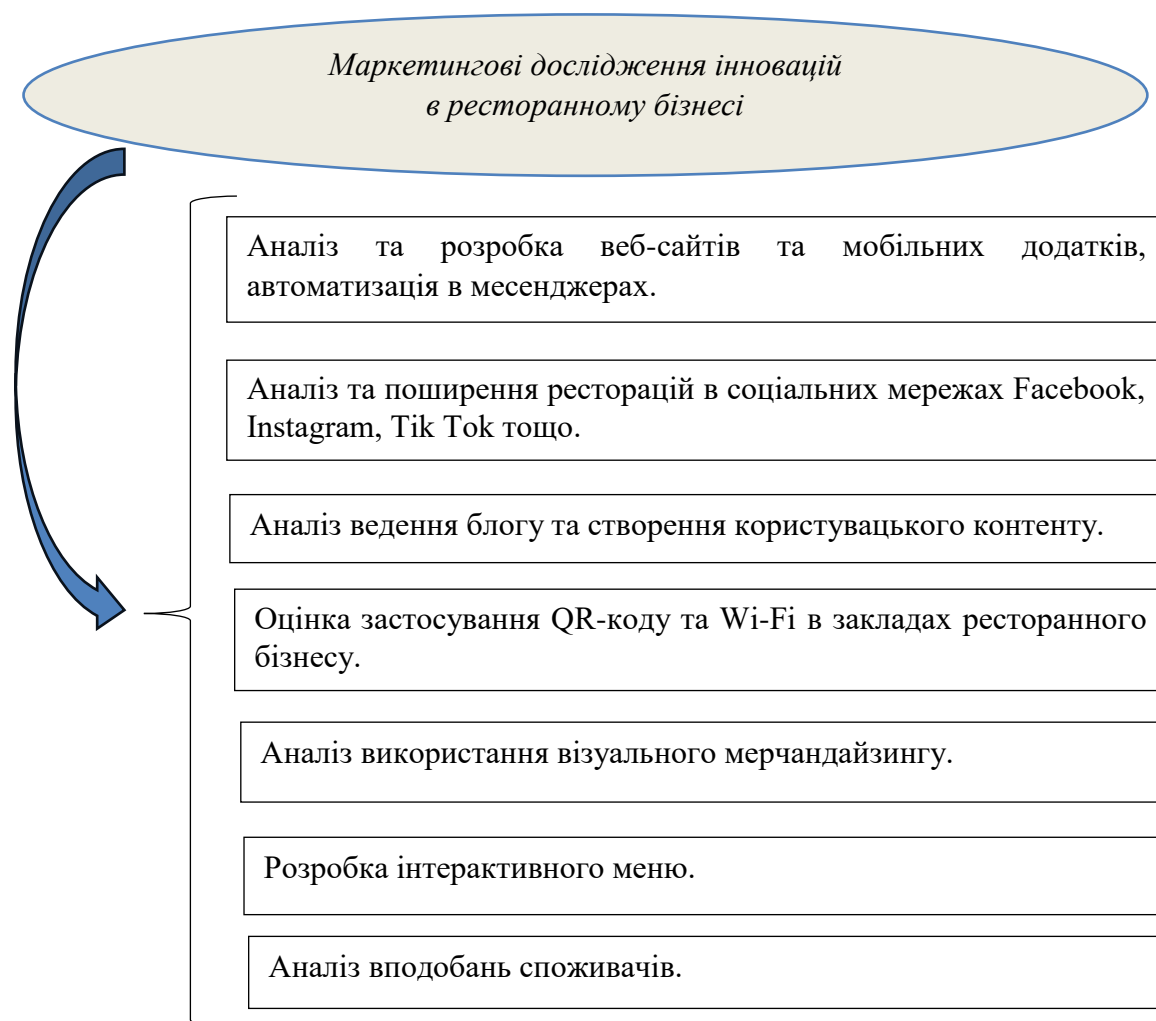 Маркетингові дослідження інновацій
в ресторанному бізнесі
Аналіз та розробка веб-сайтів та мобільних додатків,
автоматизація в месенджерах.
Аналіз та поширення ресторацій в соціальних мережах Facebook,
Instagram, Tik Tok тощо.
Аналіз ведення блогу та створення користувацького контенту.
Оцінка застосування QR-коду та Wi-Fi в закладах ресторанного
бізнесу.
Аналіз використання візуального мерчандайзингу.
Розробка інтерактивного меню.
Аналіз вподобань споживачів.